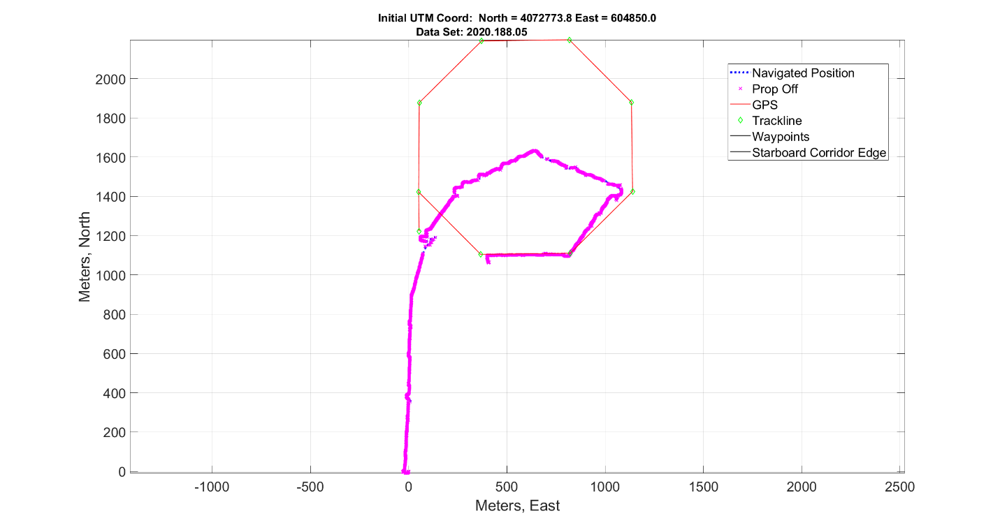 Initial UTM Coord:  North = 4072773.8 East = 604850.0
Data Set: 2020.188.05
Navigated Position
Prop Off
GPS
Trackline
Waypoints
Starboard Corridor Edge
2000
1800
1600
1400
1200
1000
800
600
400
200
0
Meters, North
-1000 -500 0 500 1000 1500 2000 2500
Meters, East